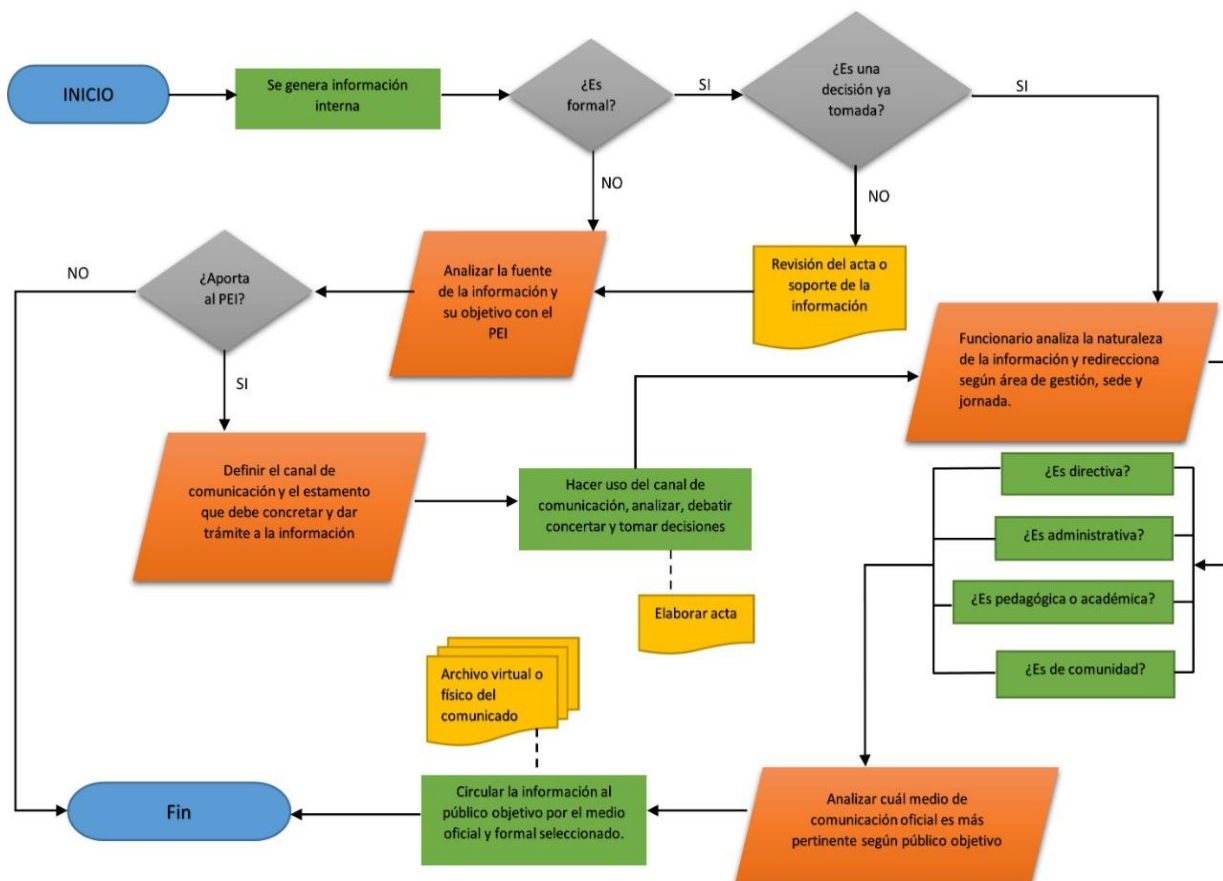 INICIO
Se genera información
interna
¿Es
formal?
SI
¿Es una
decisión ya
tomada?
SI
NO
NO
Revisión del acta o
soporte de la
información
Analizar la fuente
de la información y
su objetivo con el
PEI
¿Aporta
al PEI?
NO
SI
Funcionario analiza la naturaleza
de la información y redirecciona
según área de gestión, sede y
jornada.
Definir el canal de
comunicación y el estamento
que debe concretar y dar
trámite a la información
Hacer uso del canal de
comunicación, analizar, debatir
concertar y tomar decisiones
Elaborar acta
¿Es directiva?
¿Es administrativa?
¿Es pedagógica o académica?
¿Es de comunidad?
Archivo virtual o
físico del
comunicado
Analizar cuál medio de
comunicación oficial es más
pertinente según público objetivo
Circular la información al
público objetivo por el medio
oficial y formal seleccionado.
Fin